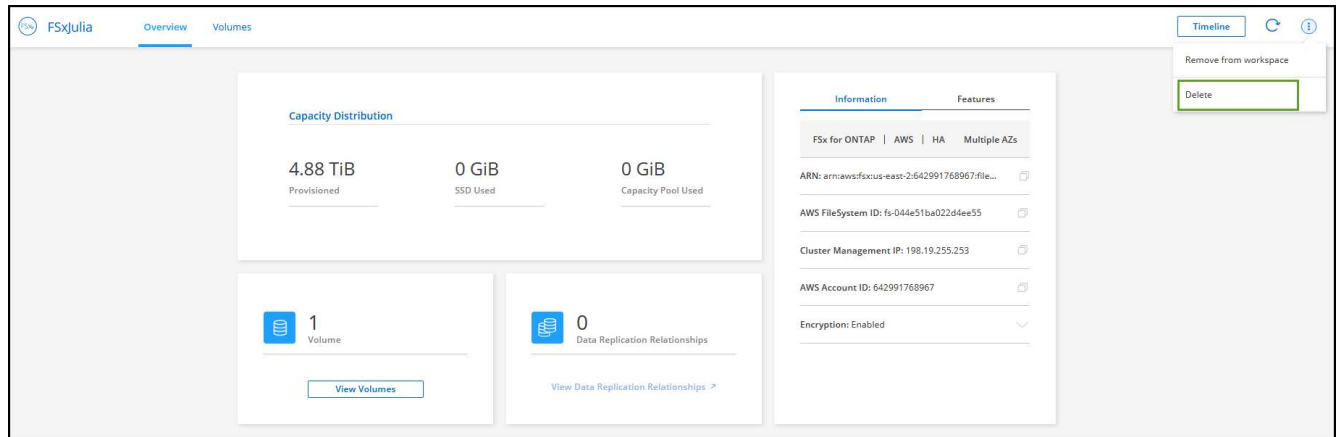 FSx FSxJulia Overview Volumes Timeline
Remove from workspace
Delete
Capacity Distribution
4.88 TiB 0 GiB 0 GiB
Provisioned SSD Used Capacity Pool Used
1
Volume
View Volumes
0
Data Replication Relationships
View Data Replication Relationships
Information Features
FSx for ONTAP | AWS | HA Multiple AZs
ARN: arn:aws:fsx:us-east-2:642991768967:file...
AWS FileSystem ID: fs-044e51ba022d4ee55
Cluster Management IP: 198.19.255.253
AWS Account ID: 642991768967
Encryption: Enabled